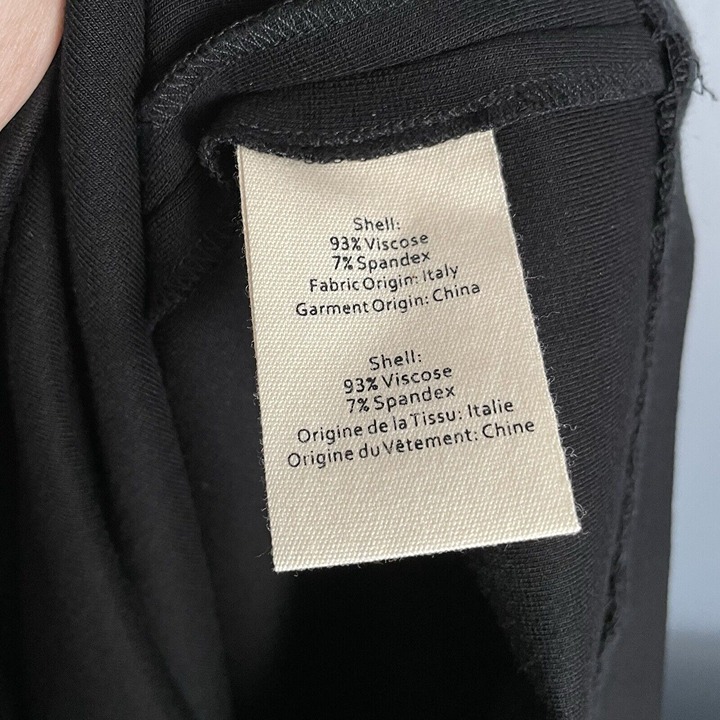 Shell:
93% Viscose
7% Spandex
Fabric Origin: Italy
Garment Origin: China
Shell:
93% Viscose
7% Spandex
Origine de la Tissu: Italie
Origine du Vêtement: Chine